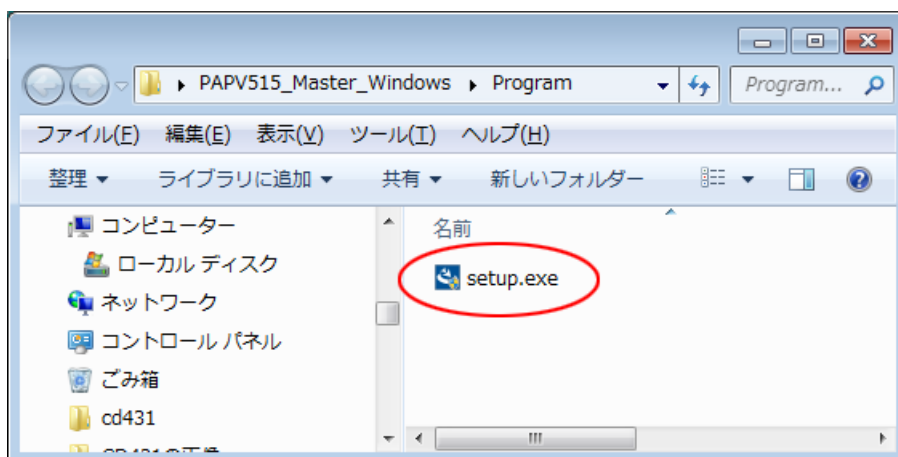 PAPV515_Master_Windows Program
Program...
ファイル(F) 編集(E) 表示(V) ツール(T) ヘルプ(H)
整理 ライブラリに追加 共有 新しいフォルダー
コンピューター
ローカル ディスク
ネットワーク
コントロール パネル
ごみ箱
cd431
名前
setup.exe